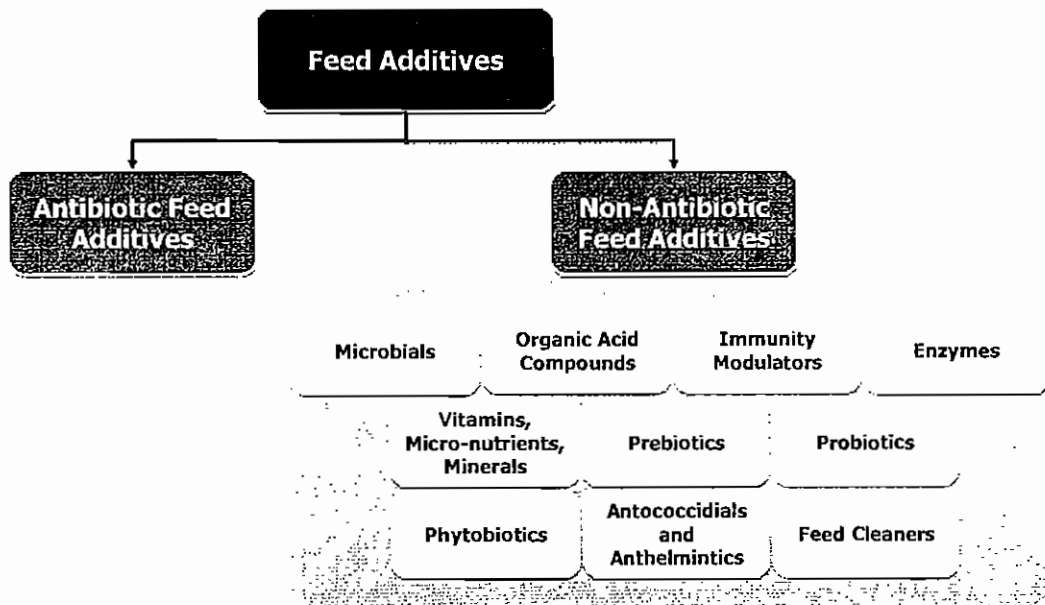 Feed Additives
Antibiotic Feed
Additives
Non-Antibiotic
Feed Additives
Microbials
Organic Acid
Compounds
Immunity
Modulators
Enzymes
Vitamins,
Micro-nutrients,
Minerals
Prebiotics
Probiotics
Phytobiotics
Antococcidials
and
Anthelmintics
Feed Cleaners